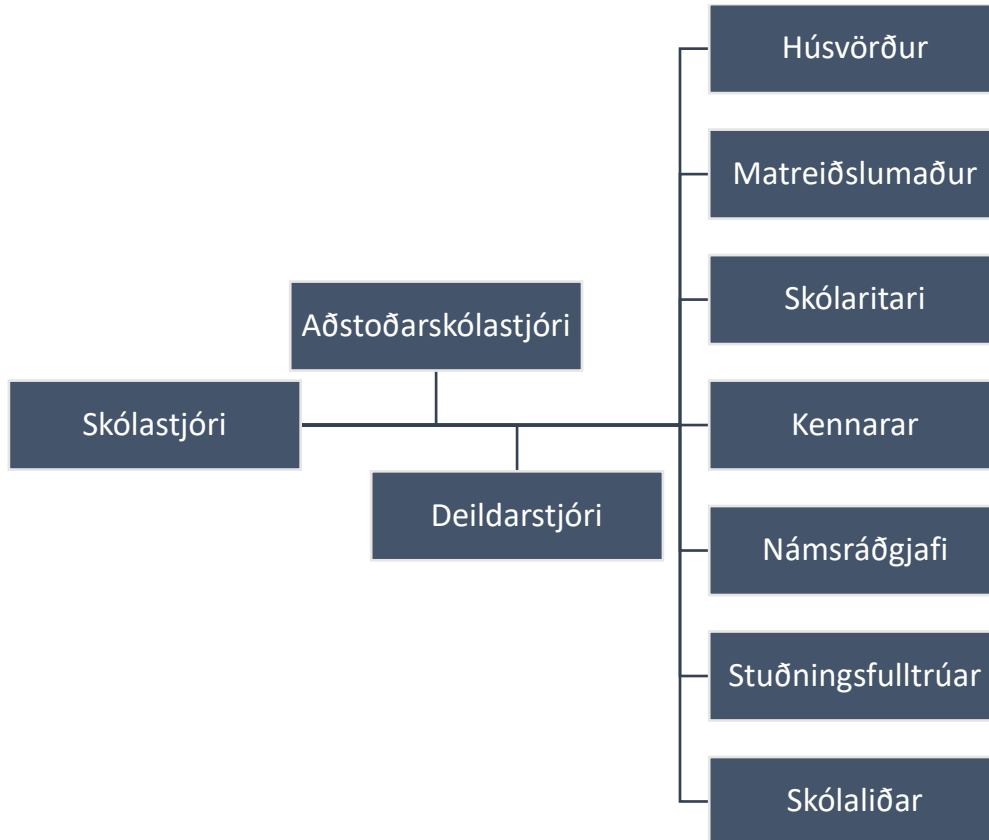 Skólastjóri
Aðstoðarskólastjóri
Deildarstjóri
Húsvörður
Matreiðslumaður
Skólaritari
Kennarar
Námsráðgjafi
Stuðningsfulltrúar
Skólaliðar